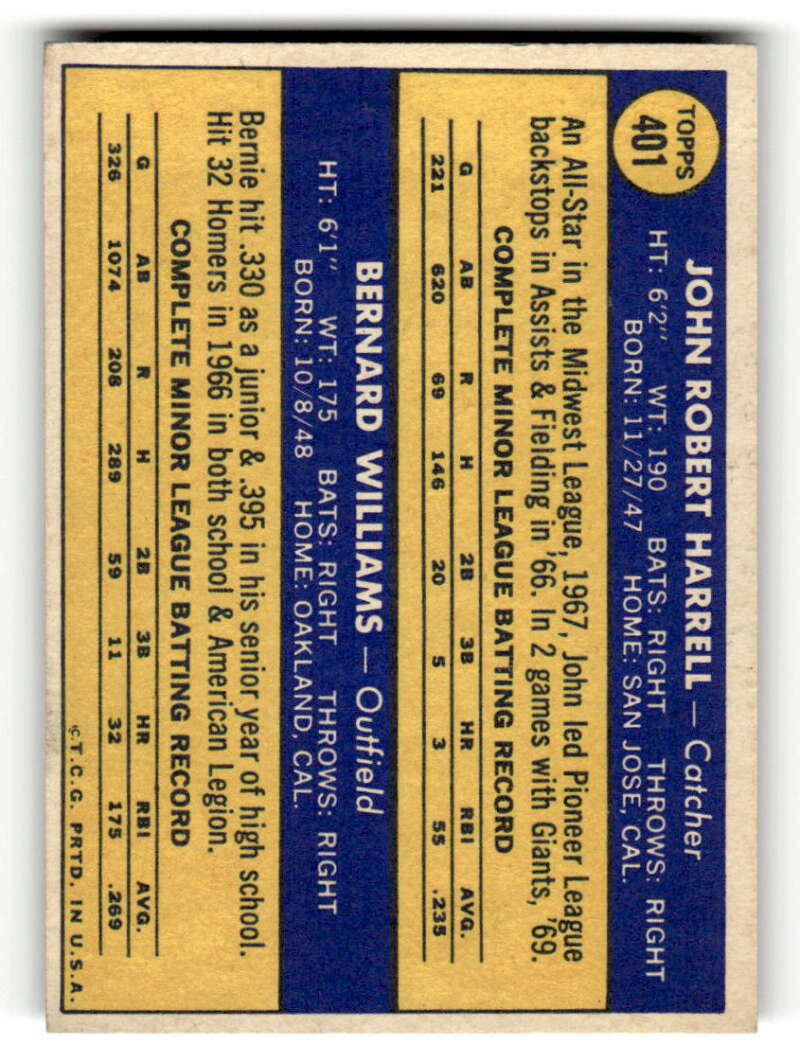 TOPPS
401
JOHN ROBERT HARRELL — Catcher
HT: 6'2" WT: 190 BATS: RIGHT THROWS: RIGHT
BORN: 11/27/47 HOME: SAN JOSE, CAL.
An All-Star in the Midwest League, 1967, John led Pioneer League
backstops in Assists & Fielding in '66. In 2 games with Giants, '69.
COMPLETE MINOR LEAGUE BATTING RECORD
G AB R H 2B 3B HR RBI AVG.
221 620 69 146 20 5 3 55 .235
BERNARD WILLIAMS — Outfield
HT: 6'1" WT: 175 BATS: RIGHT THROWS: RIGHT
BORN: 10/8/48 HOME: OAKLAND, CAL.
Bernie hit .330 as a junior & .395 in his senior year of high school.
Hit 32 Homers in 1966 in both school & American Legion.
COMPLETE MINOR LEAGUE BATTING RECORD
G AB R H 2B 3B HR RBI AVG.
326 1074 208 289 59 11 32 175 .269
©T.C.G. PRTD. IN U.S.A.